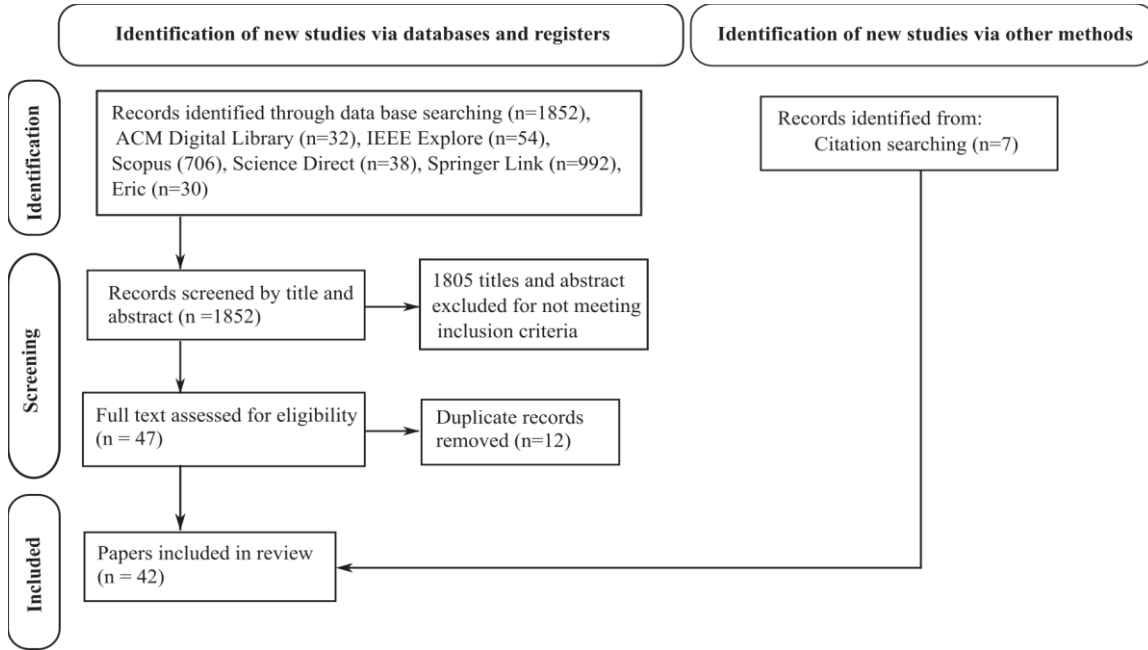 Identification of new studies via databases and registers
Identification of new studies via other methods
Identification
Records identified through data base searching (n=1852),
ACM Digital Library (n=32), IEEE Explore (n=54),
Scopus (706), Science Direct (n=38), Springer Link (n=992),
Eric (n=30)
Records identified from:
Citation searching (n=7)
Screening
Records screened by title and
abstract (n =1852)
1805 titles and abstract
excluded for not meeting
inclusion criteria
Full text assessed for eligibility
(n = 47)
Duplicate records
removed (n=12)
Included
Papers included in review
(n = 42)